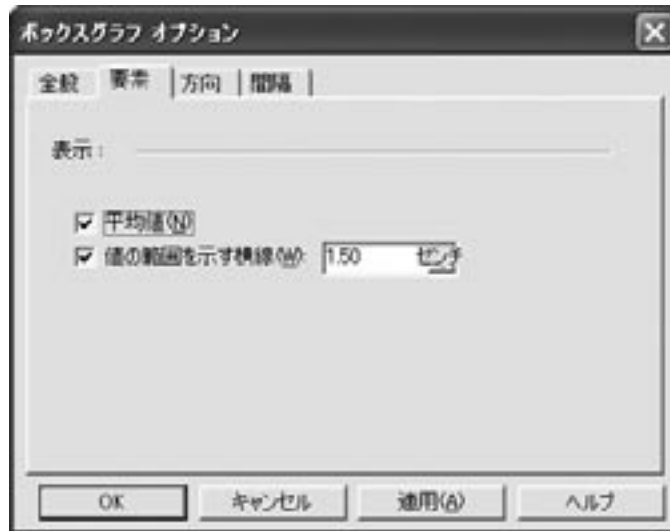 ボックスグラフ オプション
全般 要素 方向 間隔
表示:
平均値(N)
値の範囲を示す横線(W): 1.50 センチ
OK キャンセル 適用(A) ヘルプ